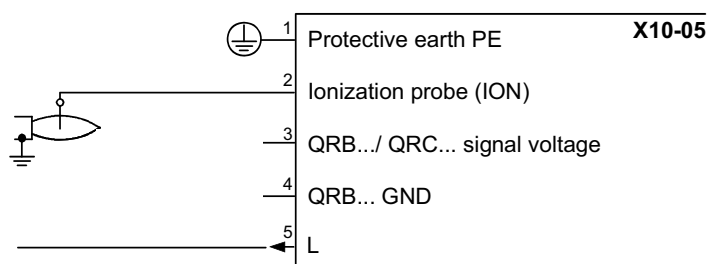 X10-05
1 Protective earth PE
2 Ionization probe (ION)
3 QRB.../ QRC... signal voltage
4 QRB... GND
5 L